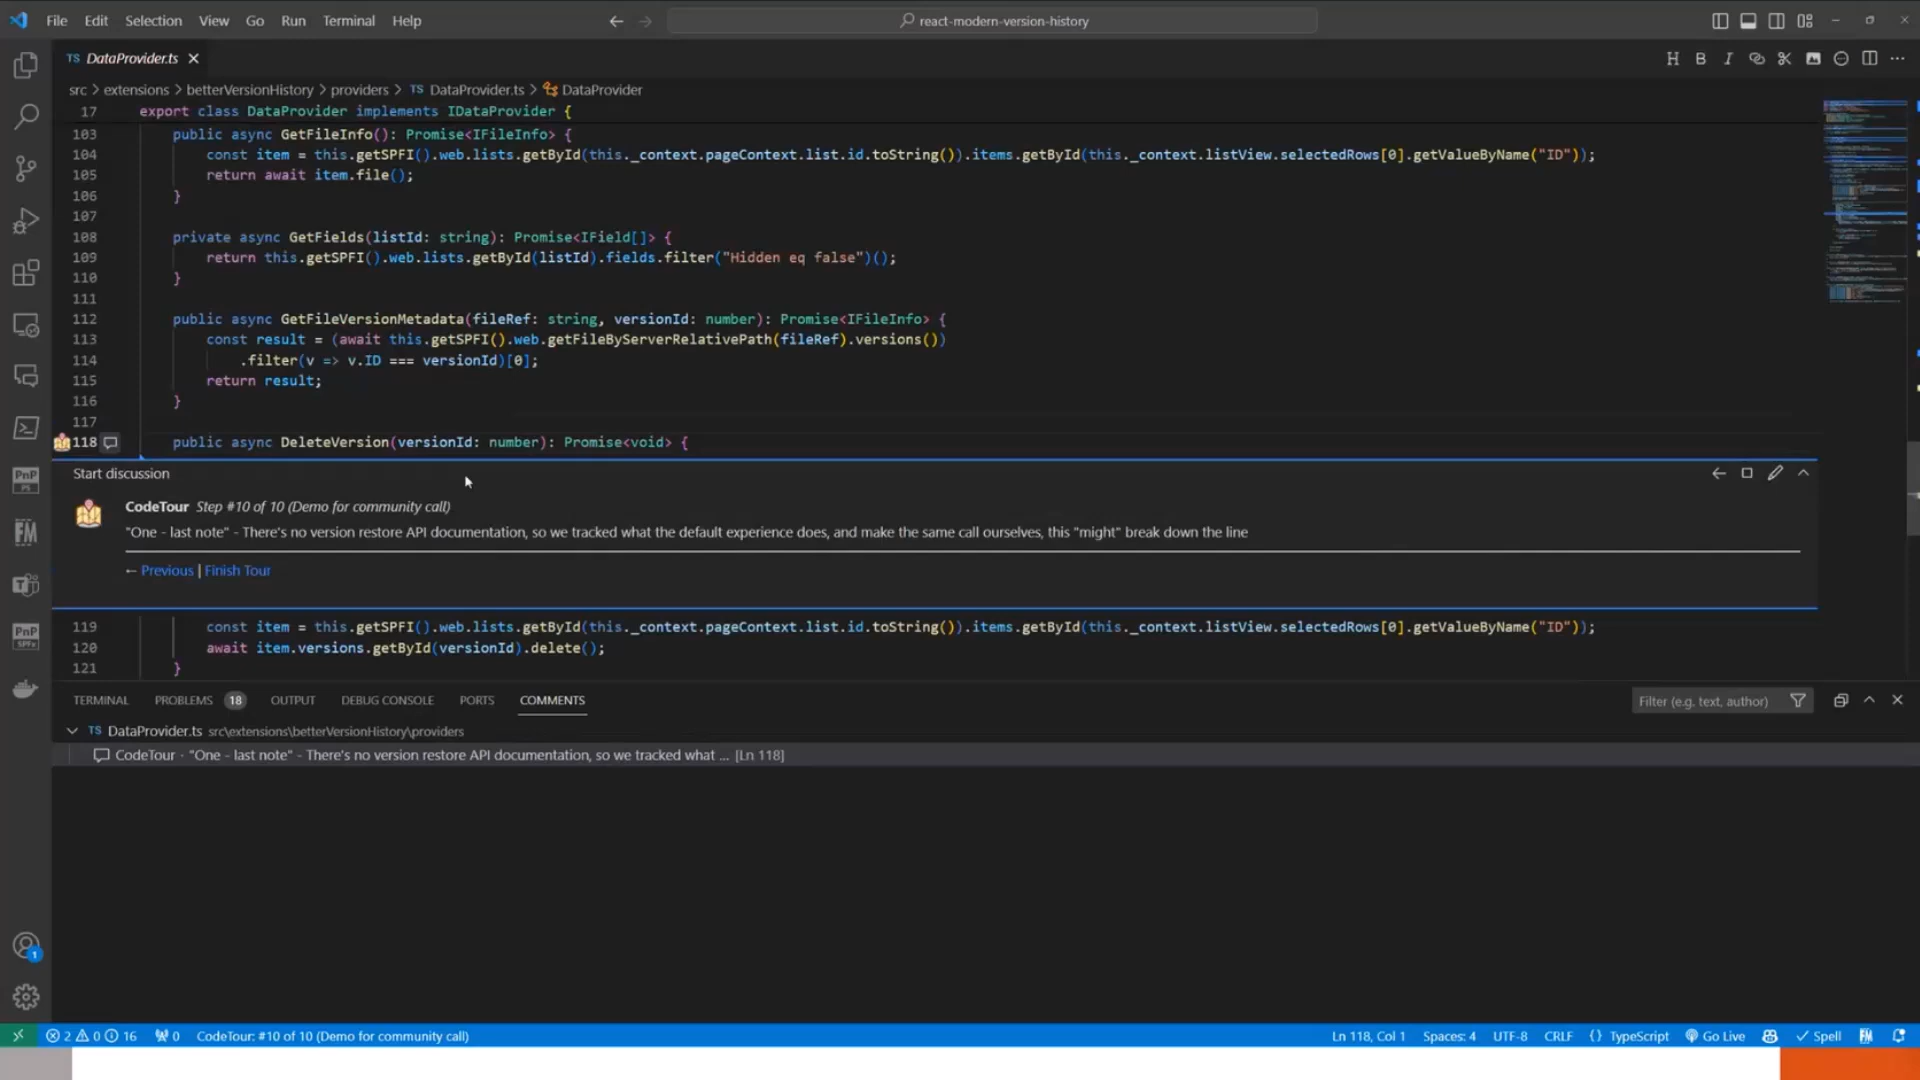 File Edit Selection View Go Run Terminal Help
react-modern-version-history
TS DataProvider.ts
src > extensions > betterVersionHistory > providers > TS DataProvider.ts > DataProvider
17 export class DataProvider implements IDataProvider {
103 public async GetFileInfo(): Promise<IFileInfo> {
104 const item = this.getSPFI().web.lists.getById(this._context.pageContext.list.id.toString()).items.getById(this._context.listView.selectedRows[0].getValueByName("ID"));
105 return await item.file();
106 }
107
108 private async GetFields(listId: string): Promise<IField[]> {
109 return this.getSPFI().web.lists.getById(listId).fields.filter("Hidden eq false")();
110 }
111
112 public async GetFileVersionMetadata(fileRef: string, versionId: number): Promise<IFileInfo> {
113 const result = (await this.getSPFI().web.getFileByServerRelativePath(fileRef).versions())
114 .filter(v => v.ID === versionId)[0];
115 return result;
116 }
117
118 public async DeleteVersion(versionId: number): Promise<void> {
Start discussion
CodeTour Step #10 of 10 (Demo for community call)
"One - last note" - There's no version restore API documentation, so we tracked what the default experience does, and make the same call ourselves, this "might" break down the line
← Previous | Finish Tour
119 const item = this.getSPFI().web.lists.getById(this._context.pageContext.list.id.toString()).items.getById(this._context.listView.selectedRows[0].getValueByName("ID"));
120 await item.versions.getById(versionId).delete();
121 }
TERMINAL PROBLEMS 18 OUTPUT DEBUG CONSOLE PORTS COMMENTS
Filter (e.g. text, author)
TS DataProvider.ts src\extensions\betterVersionHistory\providers
CodeTour · "One - last note" - There's no version restore API documentation, so we tracked what ... [Ln 118]
PnP PS
FM
PnP SPFx
1
2 0 16 0 CodeTour: #10 of 10 (Demo for community call) Ln 118, Col 1 Spaces: 4 UTF-8 CRLF {} TypeScript Go Live Spell FM